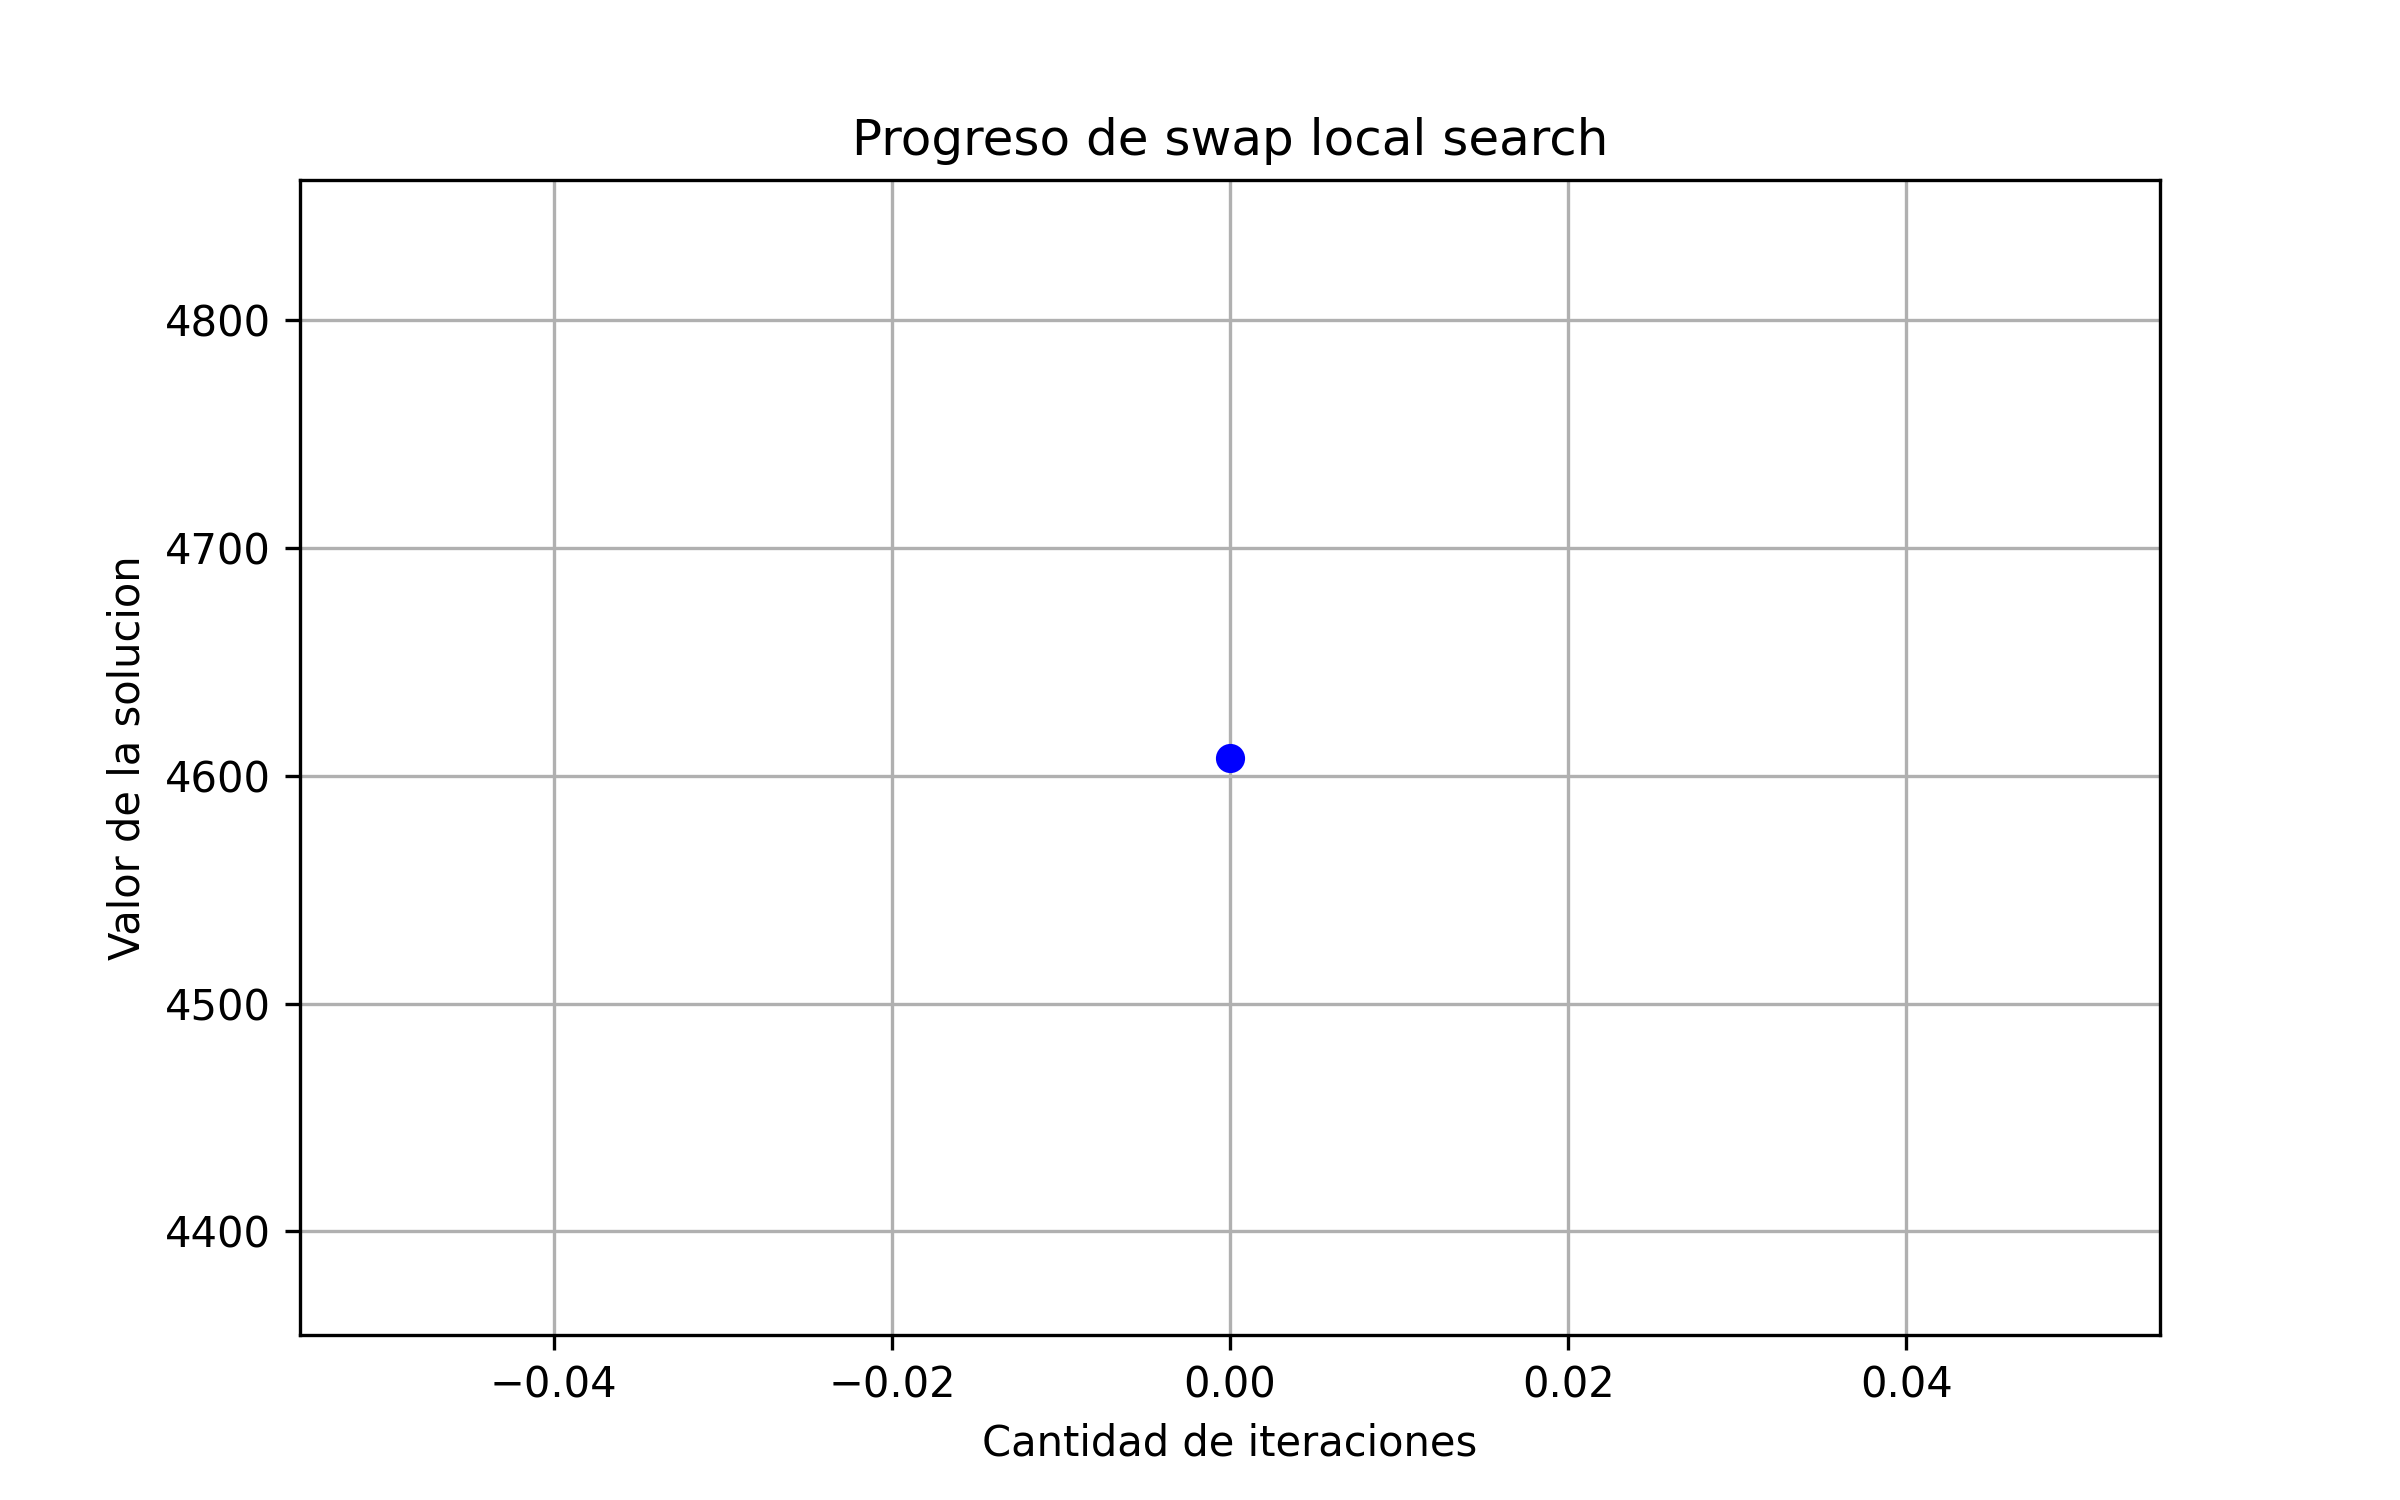 Progreso de swap local search
Valor de la solucion
4800
4700
4600
4500
4400
−0.04 −0.02 0.00 0.02 0.04
Cantidad de iteraciones